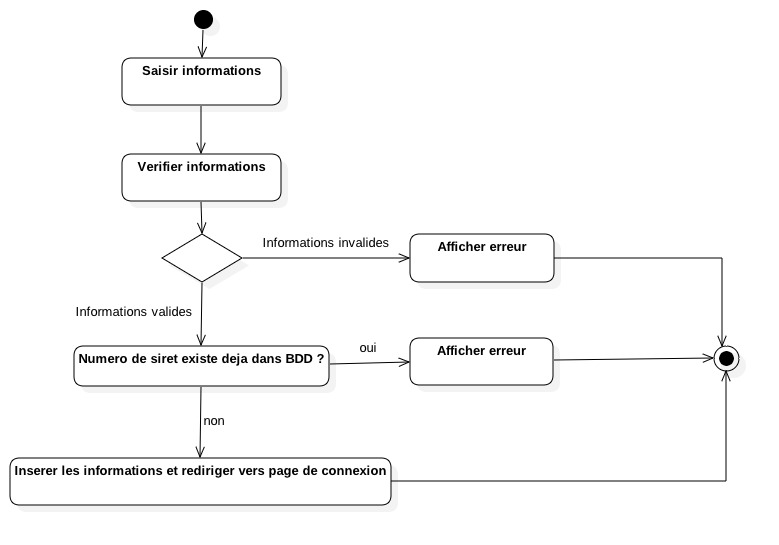 Saisir informations
Verifier informations
Informations invalides
Afficher erreur
Informations valides
Numero de siret existe deja dans BDD ?
oui
Afficher erreur
non
Inserer les informations et rediriger vers page de connexion